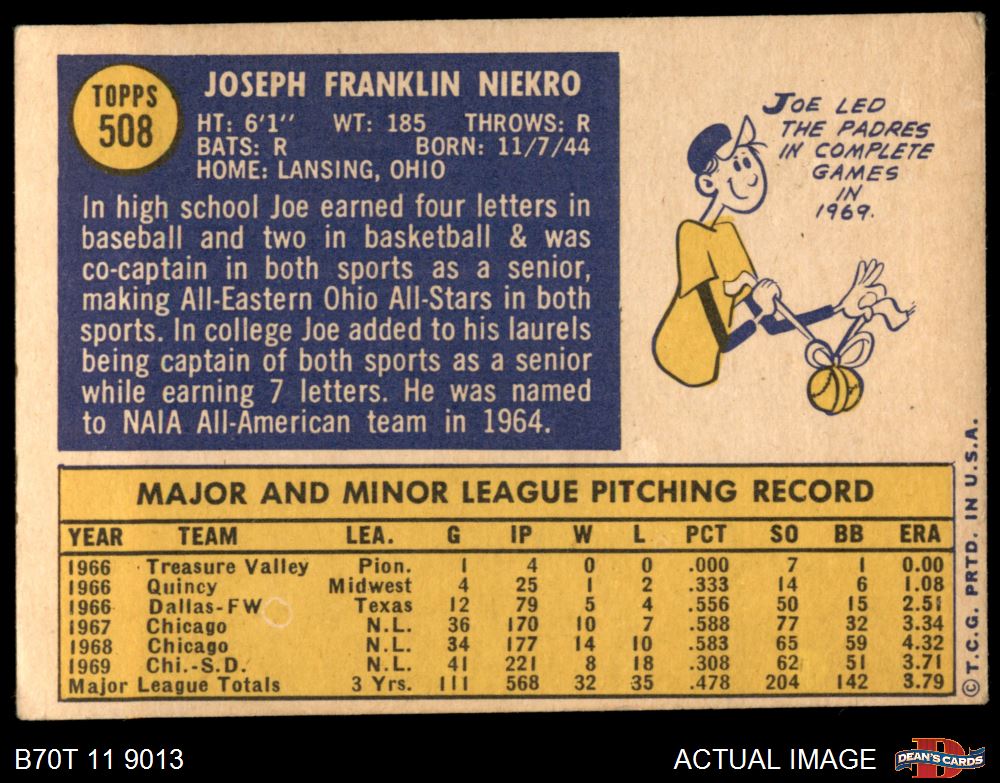 TOPPS
508
JOSEPH FRANKLIN NIEKRO
HT: 6'1'' WT: 185 THROWS: R
BATS: R BORN: 11/7/44
HOME: LANSING, OHIO
In high school Joe earned four letters in
baseball and two in basketball & was
co-captain in both sports as a senior,
making All-Eastern Ohio All-Stars in both
sports. In college Joe added to his laurels
being captain of both sports as a senior
while earning 7 letters. He was named
to NAIA All-American team in 1964.
JOE LED
THE PADRES
IN COMPLETE
GAMES
IN
1969.
MAJOR AND MINOR LEAGUE PITCHING RECORD
YEAR TEAM LEA. G IP W L PCT SO BB ERA
1966 Treasure Valley Pion. 1 4 0 0 .000 7 1 0.00
1966 Quincy Midwest 4 25 1 2 .333 14 6 1.08
1966 Dallas-FW Texas 12 79 5 4 .556 50 15 2.51
1967 Chicago N.L. 36 170 10 7 .588 77 32 3.34
1968 Chicago N.L. 34 177 14 10 .583 65 59 4.32
1969 Chi.-S.D. N.L. 41 221 8 18 .308 62 51 3.71
Major League Totals 3 Yrs. 111 568 32 35 .478 204 142 3.79
© T.C.G. PRTD. IN U.S.A.
B70T 11 9013
ACTUAL IMAGE
D
DEAN'S CARDS